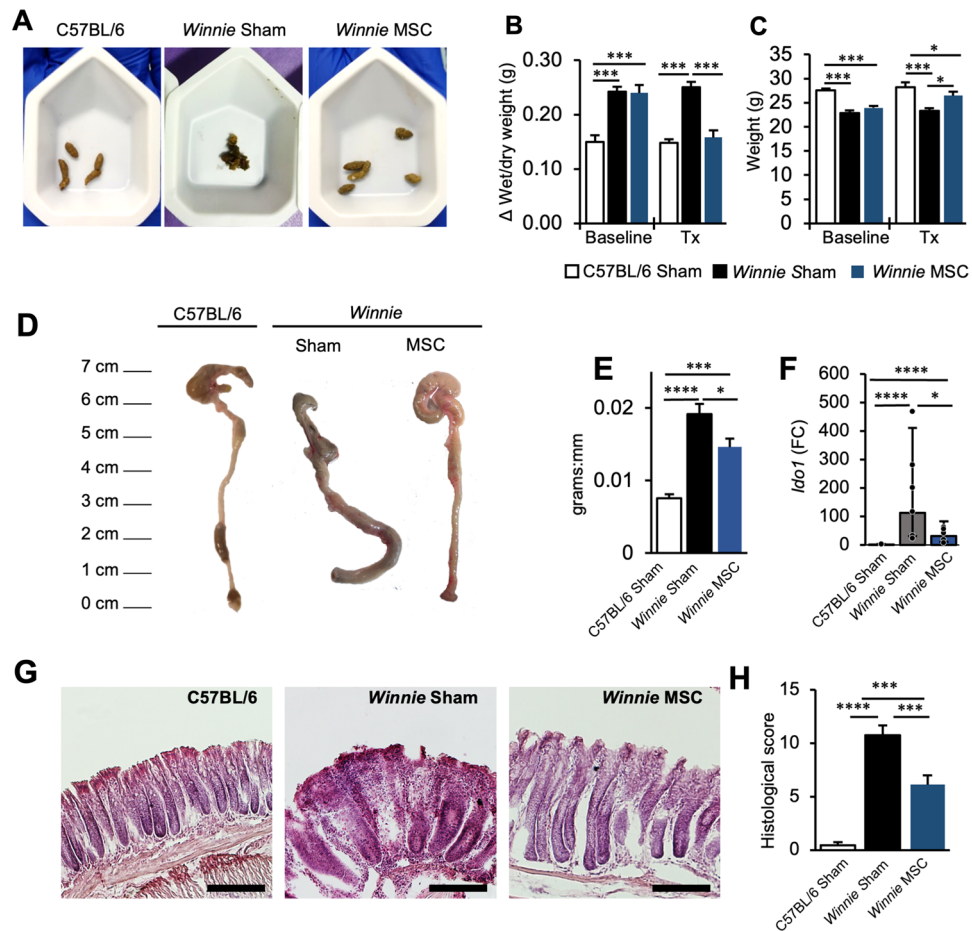 A
C57BL/6
Winnie Sham
Winnie MSC
B
Δ Wet/dry weight (g)
0.30
0.20
0.10
0.00
*** *** *** ***
Baseline
Tx
C
Weight (g)
35
30
25
20
15
10
5
0
*** *** * *** *
Baseline
Tx
C57BL/6 Sham
Winnie Sham
Winnie MSC
D
C57BL/6
Winnie
Sham
MSC
7 cm
6 cm
5 cm
4 cm
3 cm
2 cm
1 cm
0 cm
E
grams:mm
0.02
0.01
0
***
**** *
C57BL/6 Sham
Winnie Sham
Winnie MSC
F
Ido1 (FC)
600
500
400
300
200
100
0
****
**** *
C57BL/6 Sham
Winnie Sham
Winnie MSC
G
C57BL/6
Winnie Sham
Winnie MSC
H
Histological score
15
10
5
0
***
**** ***
C57BL/6 Sham
Winnie Sham
Winnie MSC